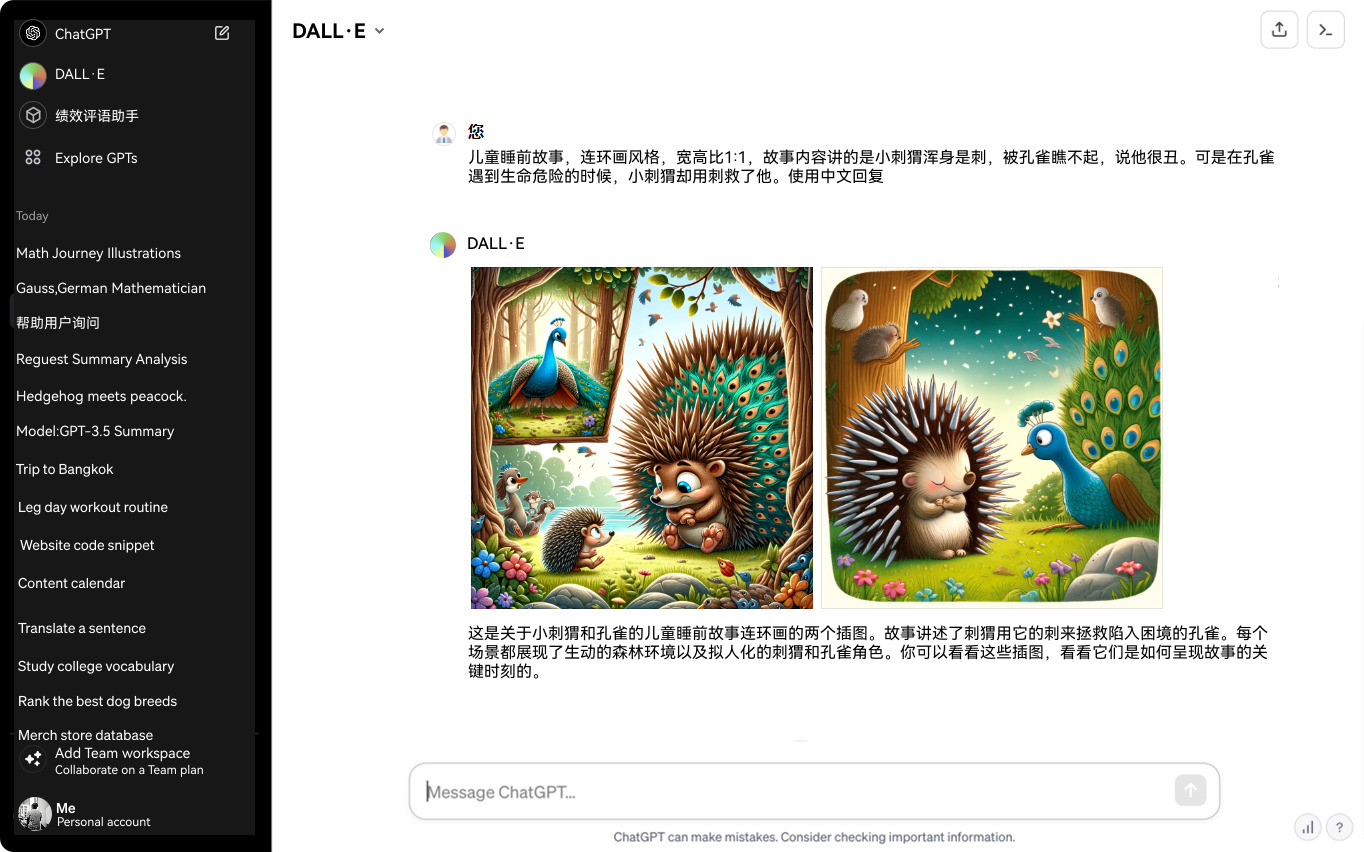 ChatGPT
DALL·E
绩效评语助手
Explore GPTs
Today
Math Journey Illustrations
Gauss,German Mathematician
帮助用户询问
Reguest Summary Analysis
Hedgehog meets peacock.
Model:GPT-3.5 Summary
Trip to Bangkok
Leg day workout routine
Website code snippet
Content calendar
Translate a sentence
Study college vocabulary
Rank the best dog breeds
Merch store database
Add Team workspace
Collaborate on a Team plan
Me
Personal account
DALL·E
您
儿童睡前故事，连环画风格，宽高比1:1，故事内容讲的是小刺猬浑身是刺，被孔雀瞧不起，说他很丑。可是在孔雀
遇到生命危险的时候，小刺猬却用刺救了他。使用中文回复
DALL·E
这是关于小刺猬和孔雀的儿童睡前故事连环画的两个插图。故事讲述了刺猬用它的刺来拯救陷入困境的孔雀。每个
场景都展现了生动的森林环境以及拟人化的刺猬和孔雀角色。你可以看看这些插图，看看它们是如何呈现故事的关
键时刻的。
Message ChatGPT...
ChatGPT can make mistakes. Consider checking important information.
?